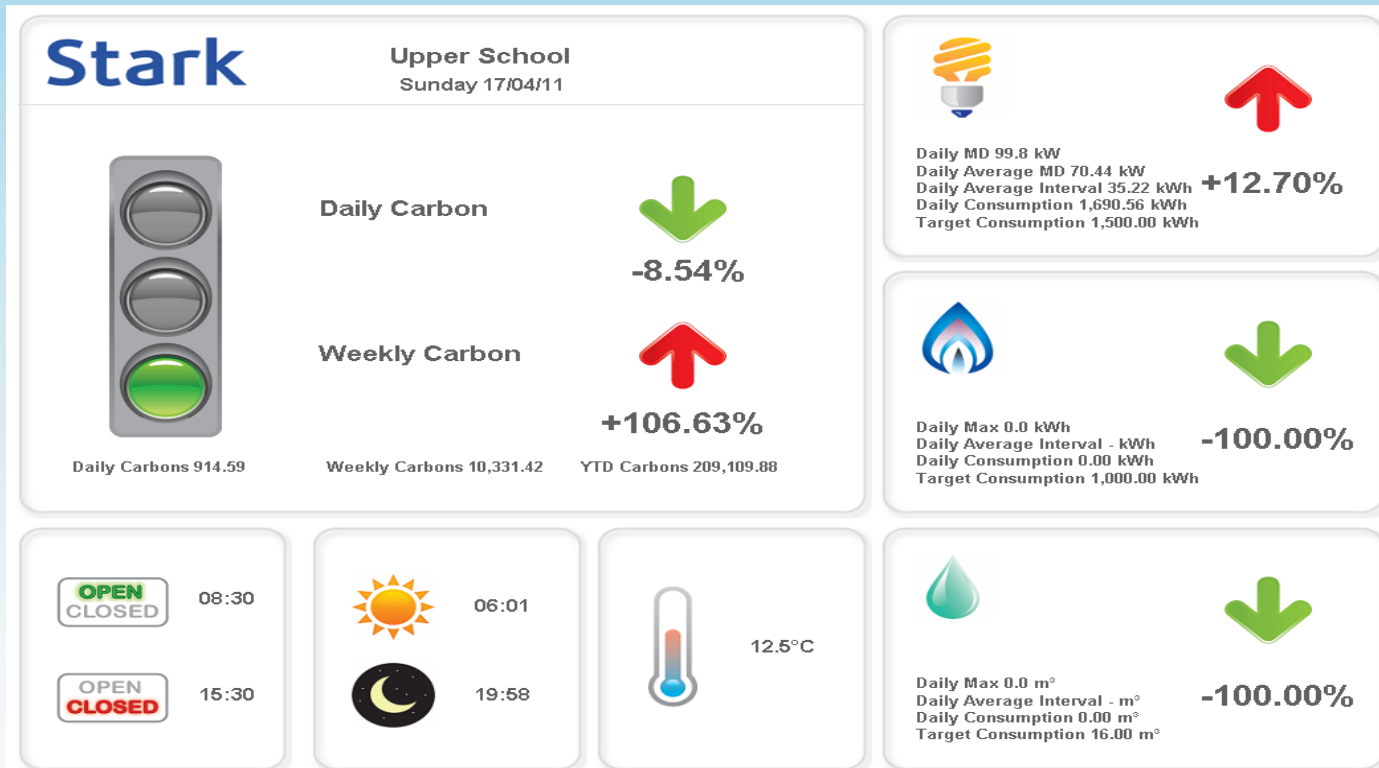 Stark
Upper School
Sunday 17/04/11
Daily Carbon
-8.54%
Weekly Carbon
+106.63%
Daily Carbons 914.59
Weekly Carbons 10,331.42
YTD Carbons 209,109.88
Daily MD 99.8 kW
Daily Average MD 70.44 kW
Daily Average Interval 35.22 kWh
Daily Consumption 1,690.56 kWh
Target Consumption 1,500.00 kWh
+12.70%
Daily Max 0.0 kWh
Daily Average Interval - kWh
Daily Consumption 0.00 kWh
Target Consumption 1,000.00 kWh
-100.00%
OPEN
CLOSED
08:30
OPEN
CLOSED
15:30
06:01
19:58
12.5°C
Daily Max 0.0 m³
Daily Average Interval - m³
Daily Consumption 0.00 m³
Target Consumption 16.00 m³
-100.00%